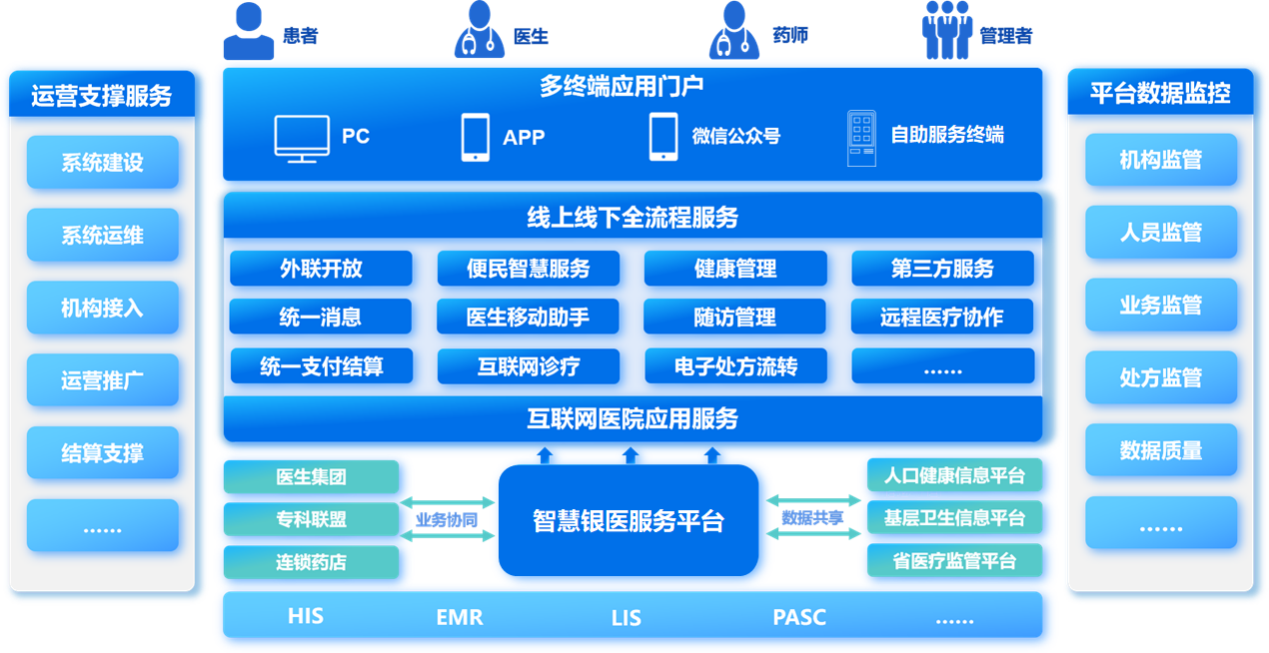 患者
医生
药师
管理者
运营支撑服务
系统建设
系统运维
机构接入
运营推广
结算支撑
……
多终端应用门户
PC
APP
微信公众号
自助服务终端
线上线下全流程服务
外联开放
便民智慧服务
健康管理
第三方服务
统一消息
医生移动助手
随访管理
远程医疗协作
统一支付结算
互联网诊疗
电子处方流转
……
互联网医院应用服务
医生集团
专科联盟
连锁药店
业务协同
智慧银医服务平台
数据共享
人口健康信息平台
基层卫生信息平台
省医疗监管平台
HIS
EMR
LIS
PASC
……
平台数据监控
机构监管
人员监管
业务监管
处方监管
数据质量
……